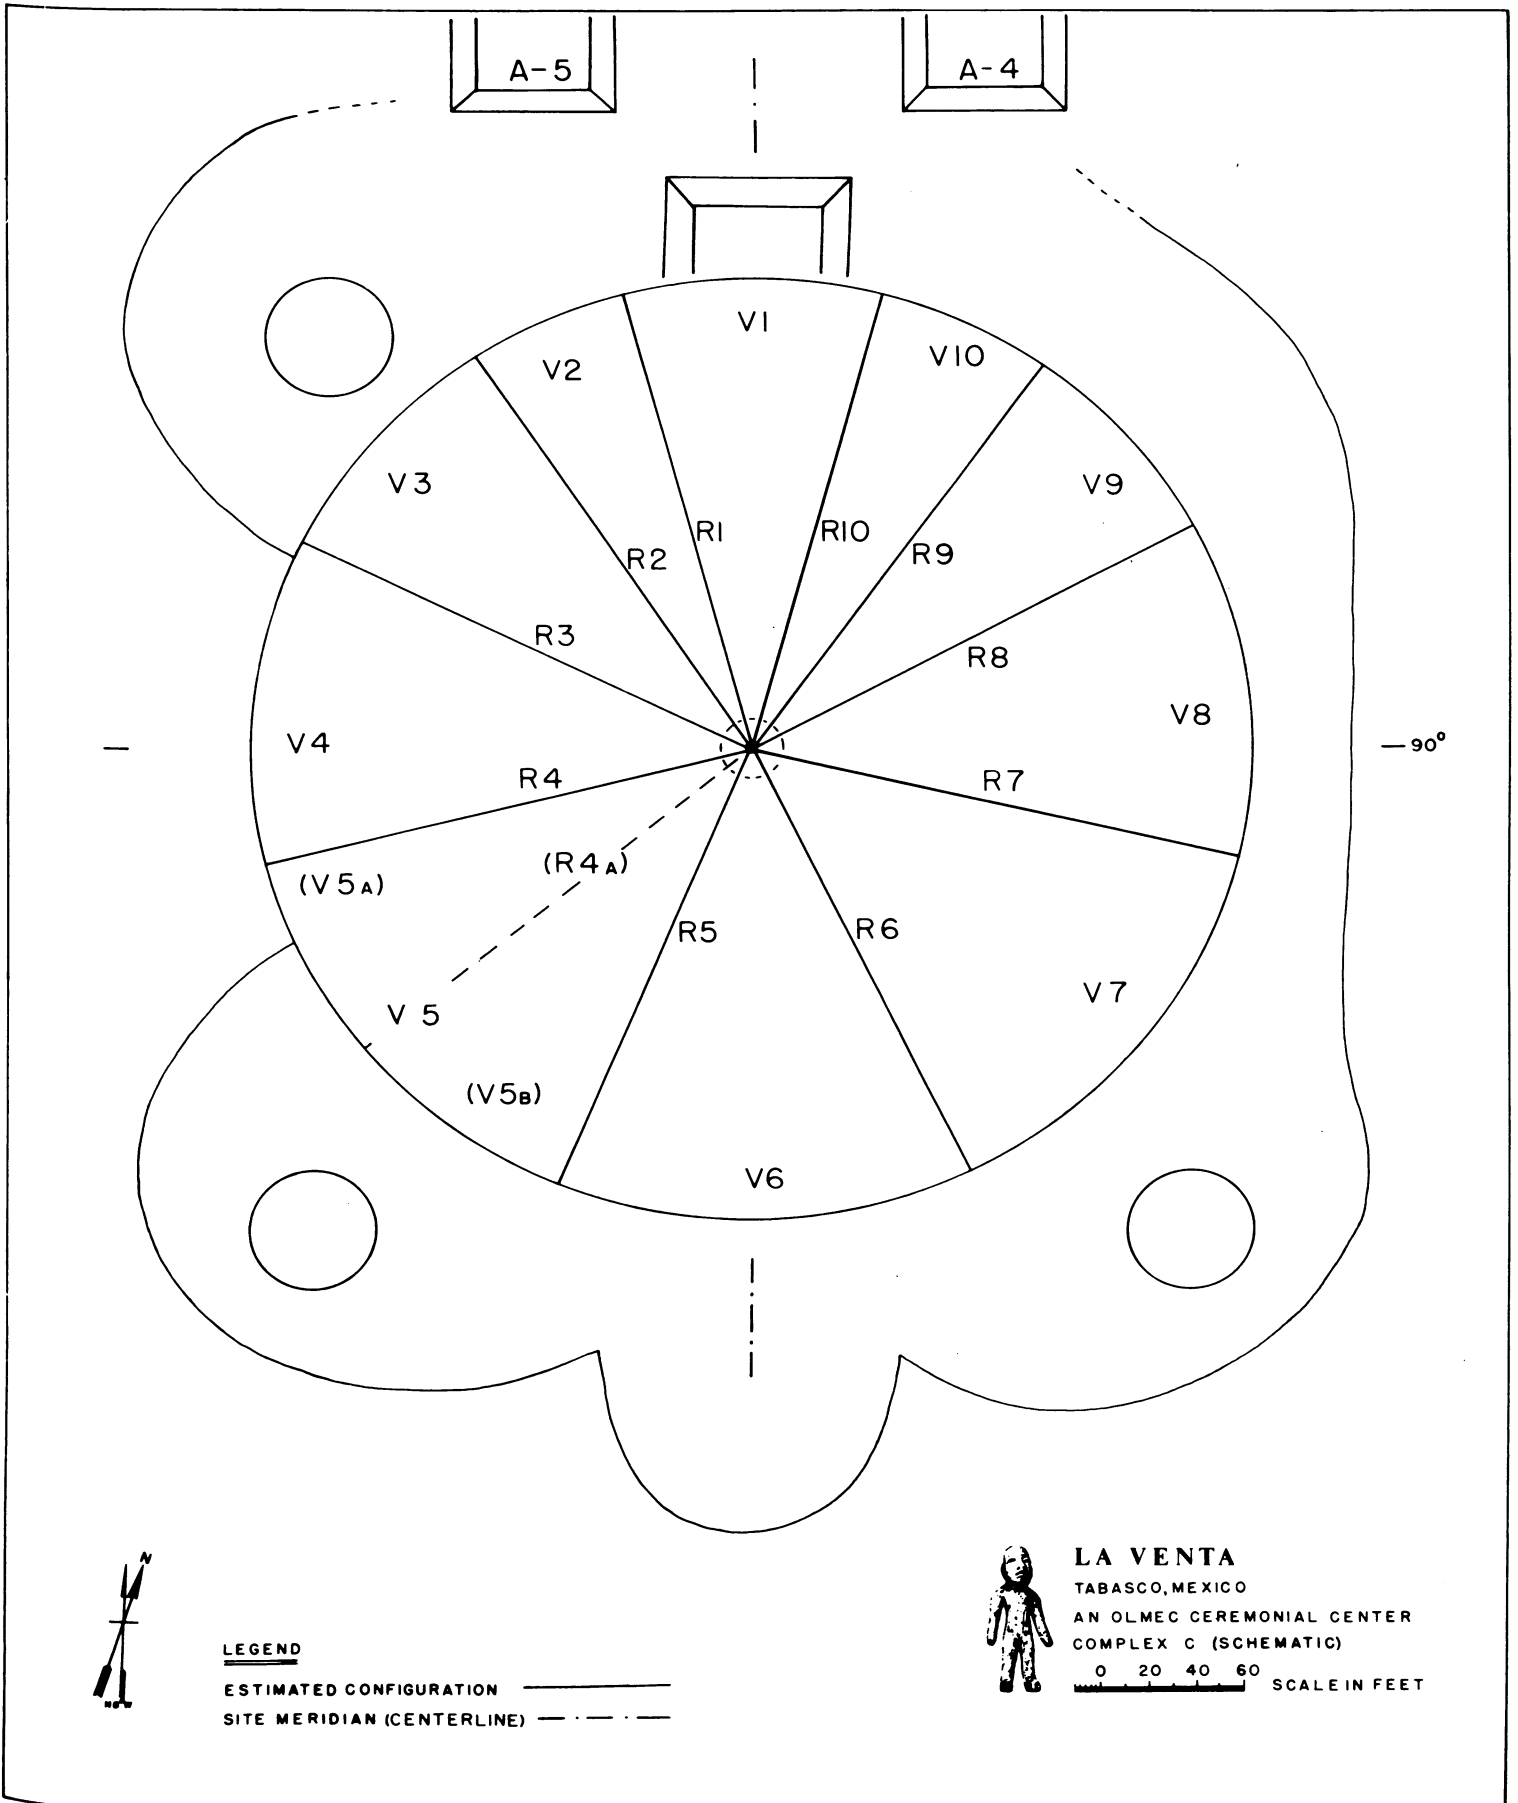 A-5
A-4
V1
V2
V10
V3
V9
R1
R10
R2
R9
R3
R8
V4
V8
90°
R4
R7
(R4A)
(V5A)
R5
R6
V 5
V7
(V5B)
V6
N
LEGEND
ESTIMATED CONFIGURATION
SITE MERIDIAN (CENTERLINE)
LA VENTA
TABASCO, MEXICO
AN OLMEC CEREMONIAL CENTER
COMPLEX C (SCHEMATIC)
0 20 40 60
SCALE IN FEET